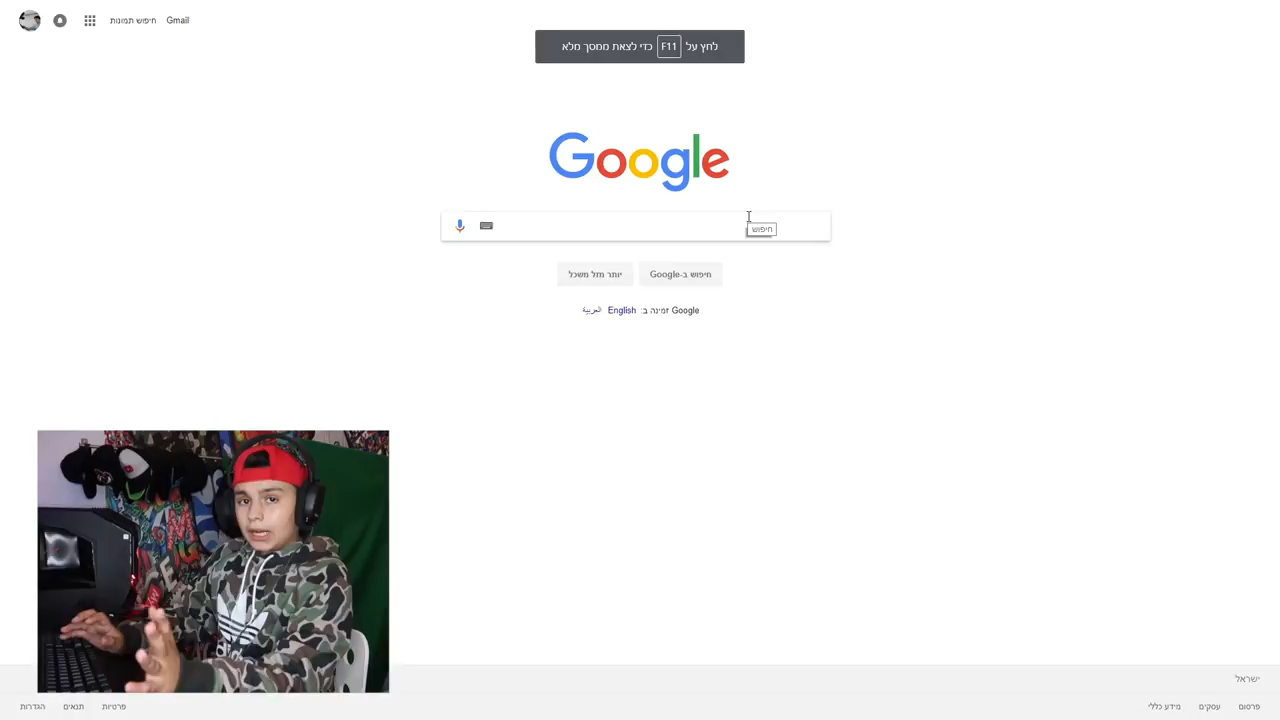 Gmail
חיפוש תמונות
לחץ על F11 כדי לצאת ממסך מלא
Google
חיפוש
חיפוש ב-Google
יותר מזל משכל
Google זמינה ב: English العربية
adidas
ישראל
פרסום
עסקים
מידע כללי
פרטיות
תנאים
הגדרות